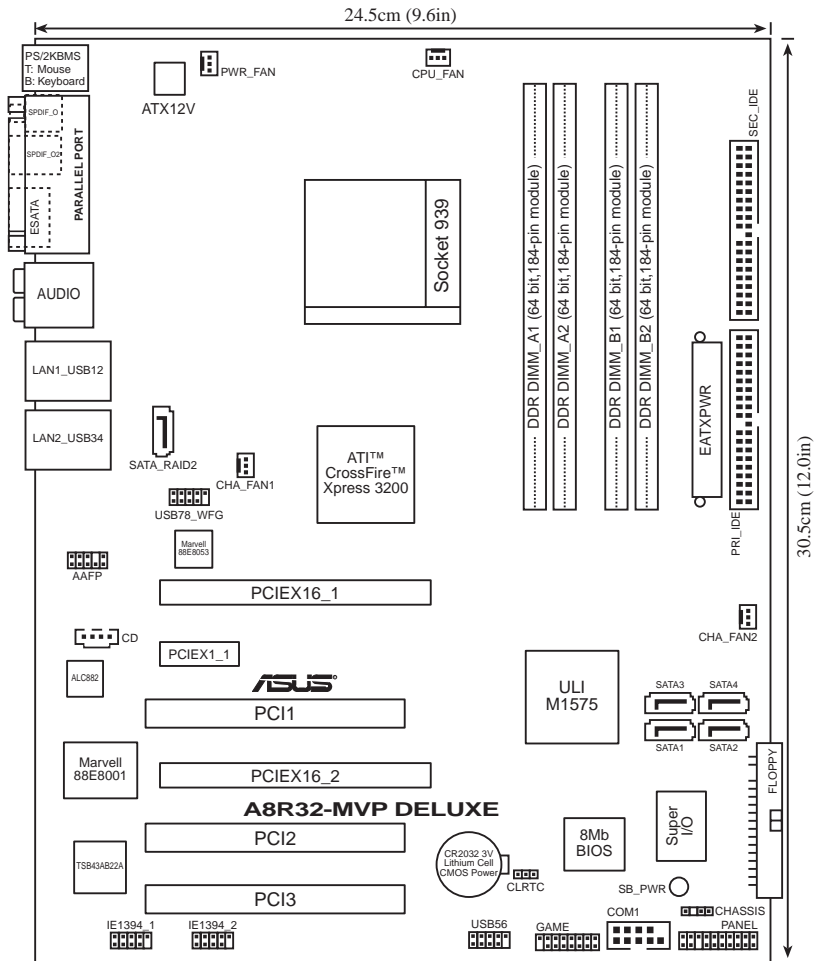 24.5cm (9.6in)
PS/2KBMS
T: Mouse
B: Keyboard
PWR_FAN
CPU_FAN
ATX12V
SPDIF_O
SPDIF_O2
ESATA
PARALLEL PORT
AUDIO
LAN1_USB12
LAN2_USB34
Socket 939
DDR DIMM_A1 (64 bit,184-pin module)
DDR DIMM_A2 (64 bit,184-pin module)
DDR DIMM_B1 (64 bit,184-pin module)
DDR DIMM_B2 (64 bit,184-pin module)
SEC_IDE
EATXPWR
PRI_IDE
30.5cm (12.0in)
SATA_RAID2
CHA_FAN1
USB78_WFG
ATI™
CrossFire™
Xpress 3200
Marvell
88E8053
AAFP
PCIEX16_1
CD
PCIEX1_1
CHA_FAN2
ALC882
ASUS®
ULI
M1575
SATA3
SATA4
SATA1
SATA2
PCI1
Marvell
88E8001
PCIEX16_2
FLOPPY
A8R32-MVP DELUXE
PCI2
TSB43AB22A
CR2032 3V
Lithium Cell
CMOS Power
CLRTC
8Mb
BIOS
Super
I/O
SB_PWR
PCI3
IE1394_1
IE1394_2
USB56
GAME
COM1
CHASSIS
PANEL